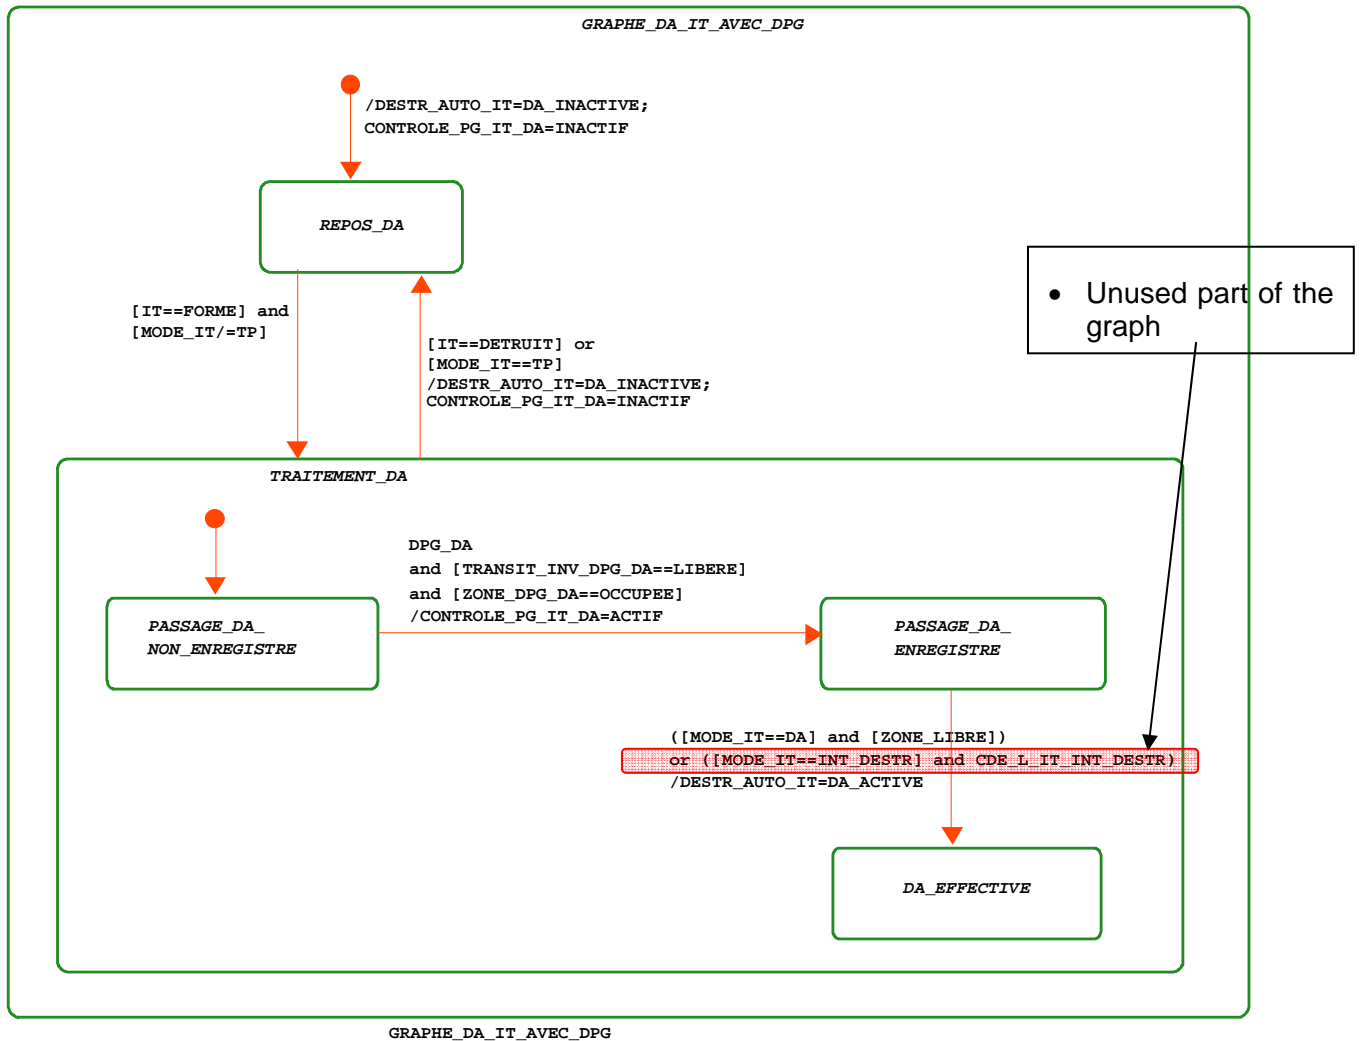 GRAPHE_DA_IT_AVEC_DPG
/DESTR_AUTO_IT=DA_INACTIVE;
CONTROLE_PG_IT_DA=INACTIF
REPOS_DA
• Unused part of the
graph
[IT==FORME] and
[MODE_IT/=TP]
[IT==DETRUIT] or
[MODE_IT==TP]
/DESTR_AUTO_IT=DA_INACTIVE;
CONTROLE_PG_IT_DA=INACTIF
TRAITEMENT_DA
DPG_DA
and [TRANSIT_INV_DPG_DA==LIBERE]
and [ZONE_DPG_DA==OCCUPEE]
/CONTROLE_PG_IT_DA=ACTIF
PASSAGE_DA_
NON_ENREGISTRE
PASSAGE_DA_
ENREGISTRE
([MODE_IT==DA] and [ZONE_LIBRE])
or ([MODE_IT==INT_DESTR] and CDE_L_IT_INT_DESTR)
/DESTR_AUTO_IT=DA_ACTIVE
DA_EFFECTIVE
GRAPHE_DA_IT_AVEC_DPG